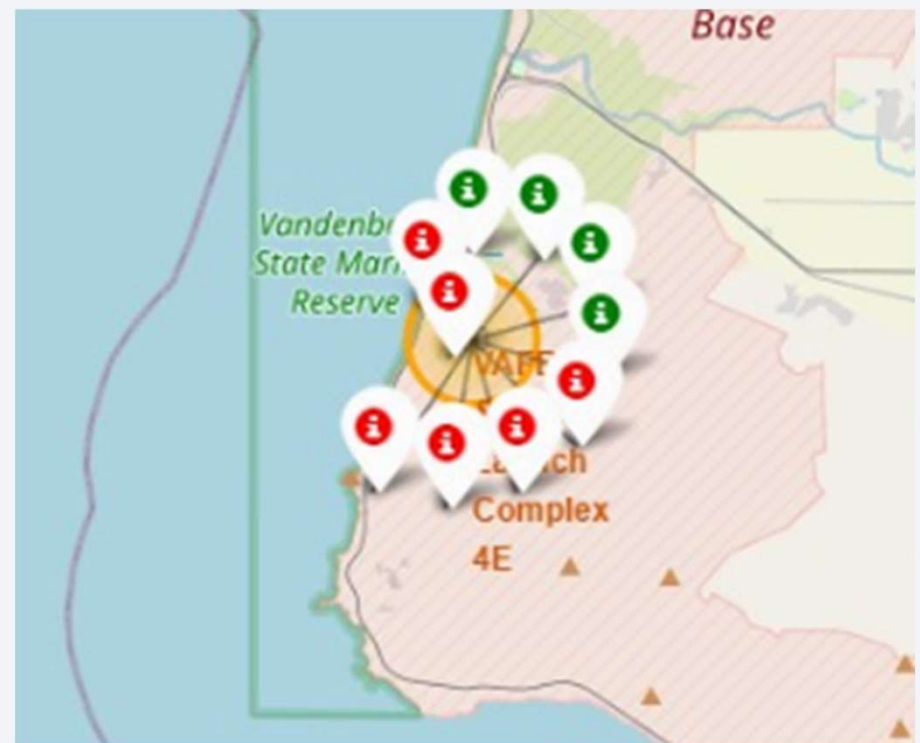 Base
Vandenb
State Mari
Reserve
VAFF
Complex
4E